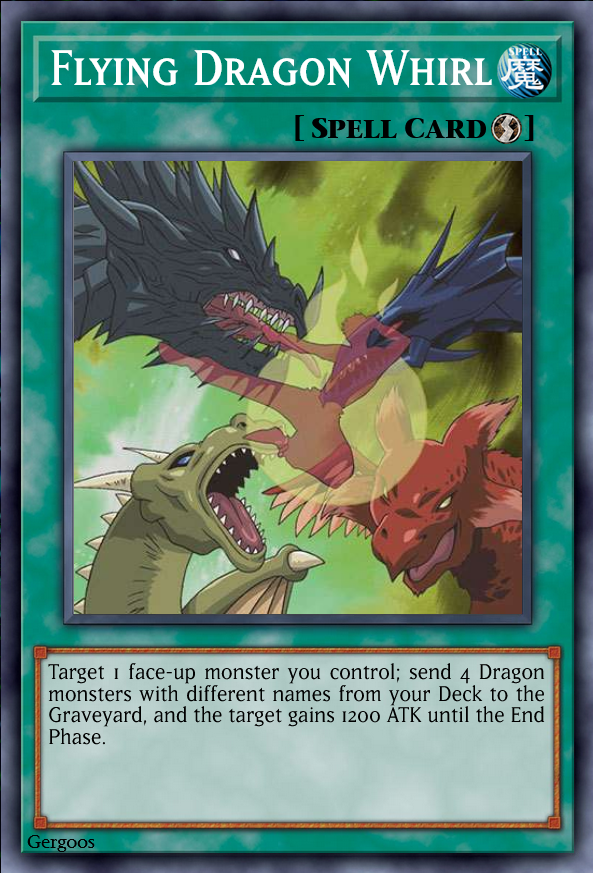 FLYING DRAGON WHIRL
SPELL
魔
[ SPELL CARD ]
Target 1 face-up monster you control; send 4 Dragon
monsters with different names from your Deck to the
Graveyard, and the target gains 1200 ATK until the End
Phase.
Gergoos